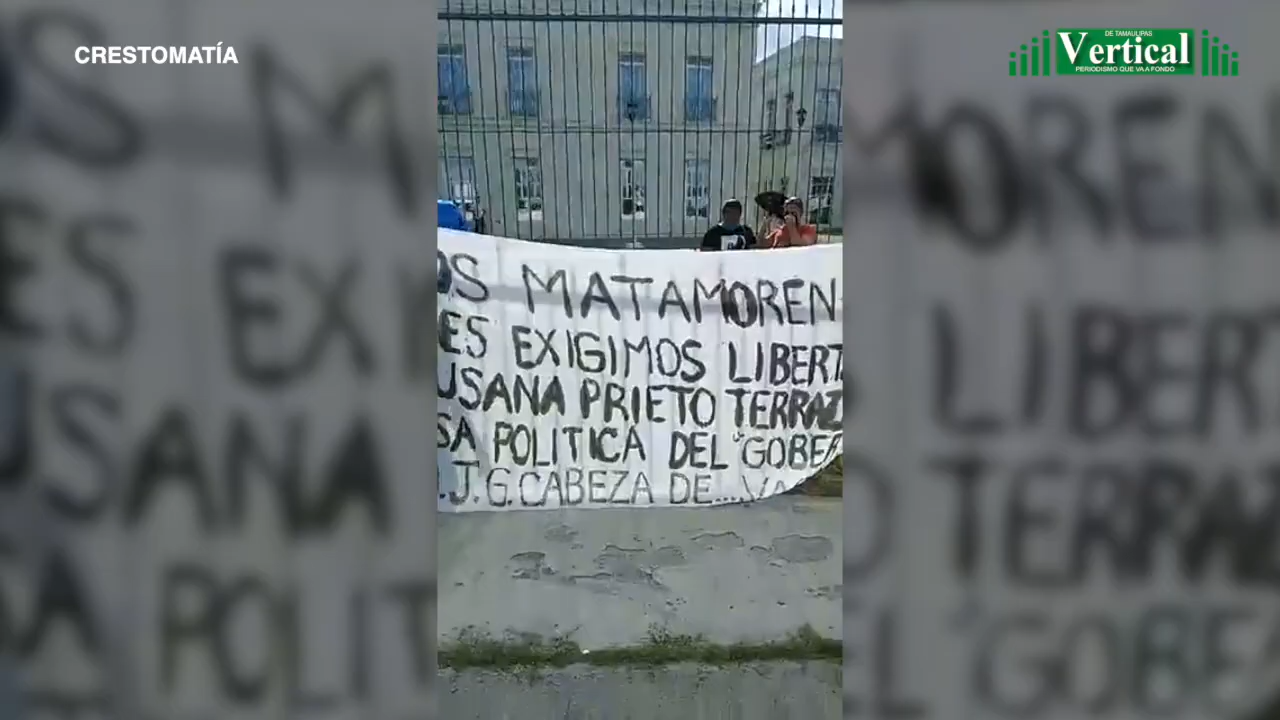 CRESTOMATÍA
DE TAMAULIPAS
Vertical
PERIODISMO QUE VA A FONDO
OS MATAMOREN
ES EXIGIMOS LIBERT
USANA PRIETO TERRAZ
SA POLITICA DEL "GOBER
J.G. CABEZA DE...VA